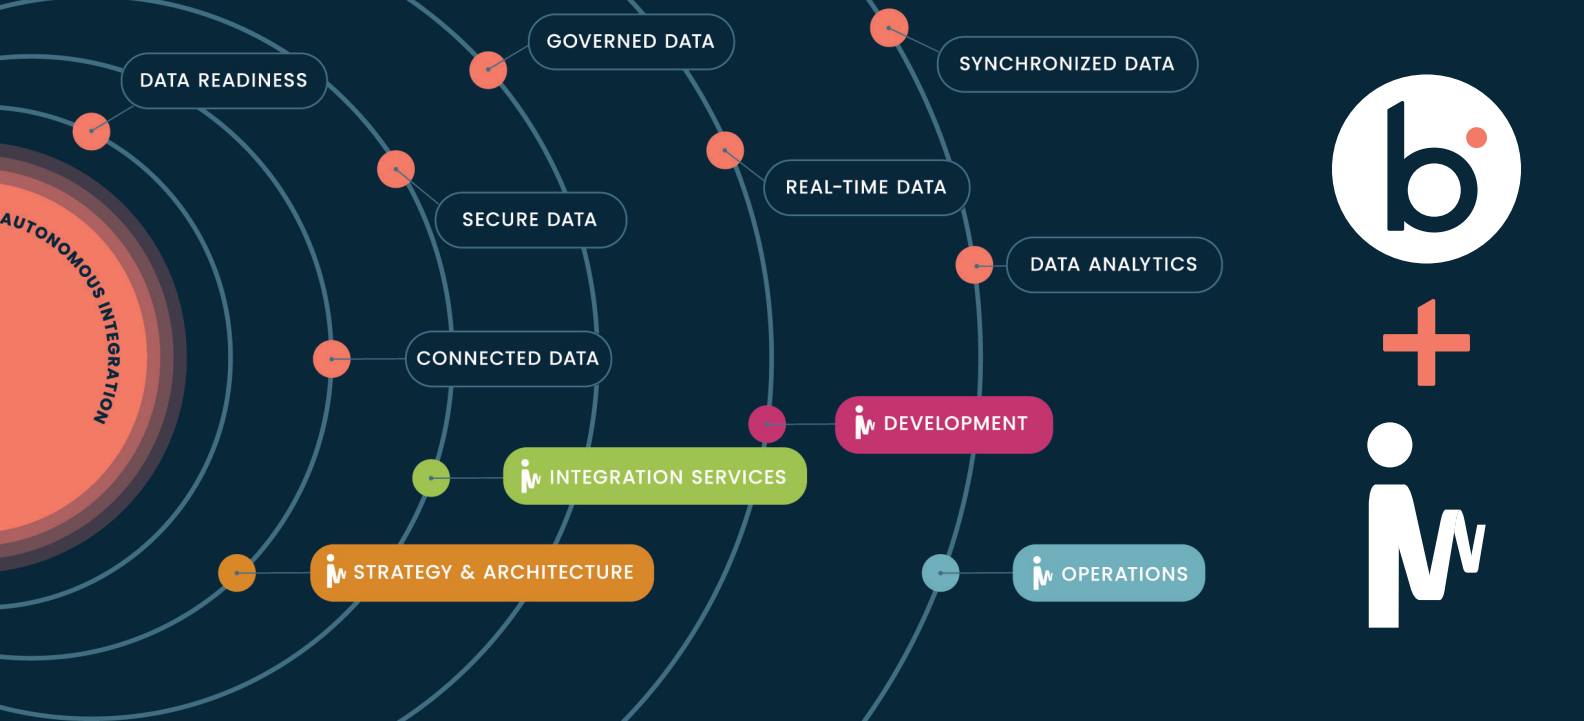 GOVERNED DATA
SYNCHRONIZED DATA
DATA READINESS
REAL-TIME DATA
SECURE DATA
DATA ANALYTICS
AUTONOMOUS INTEGRATION
CONNECTED DATA
DEVELOPMENT
INTEGRATION SERVICES
STRATEGY & ARCHITECTURE
OPERATIONS
b
+